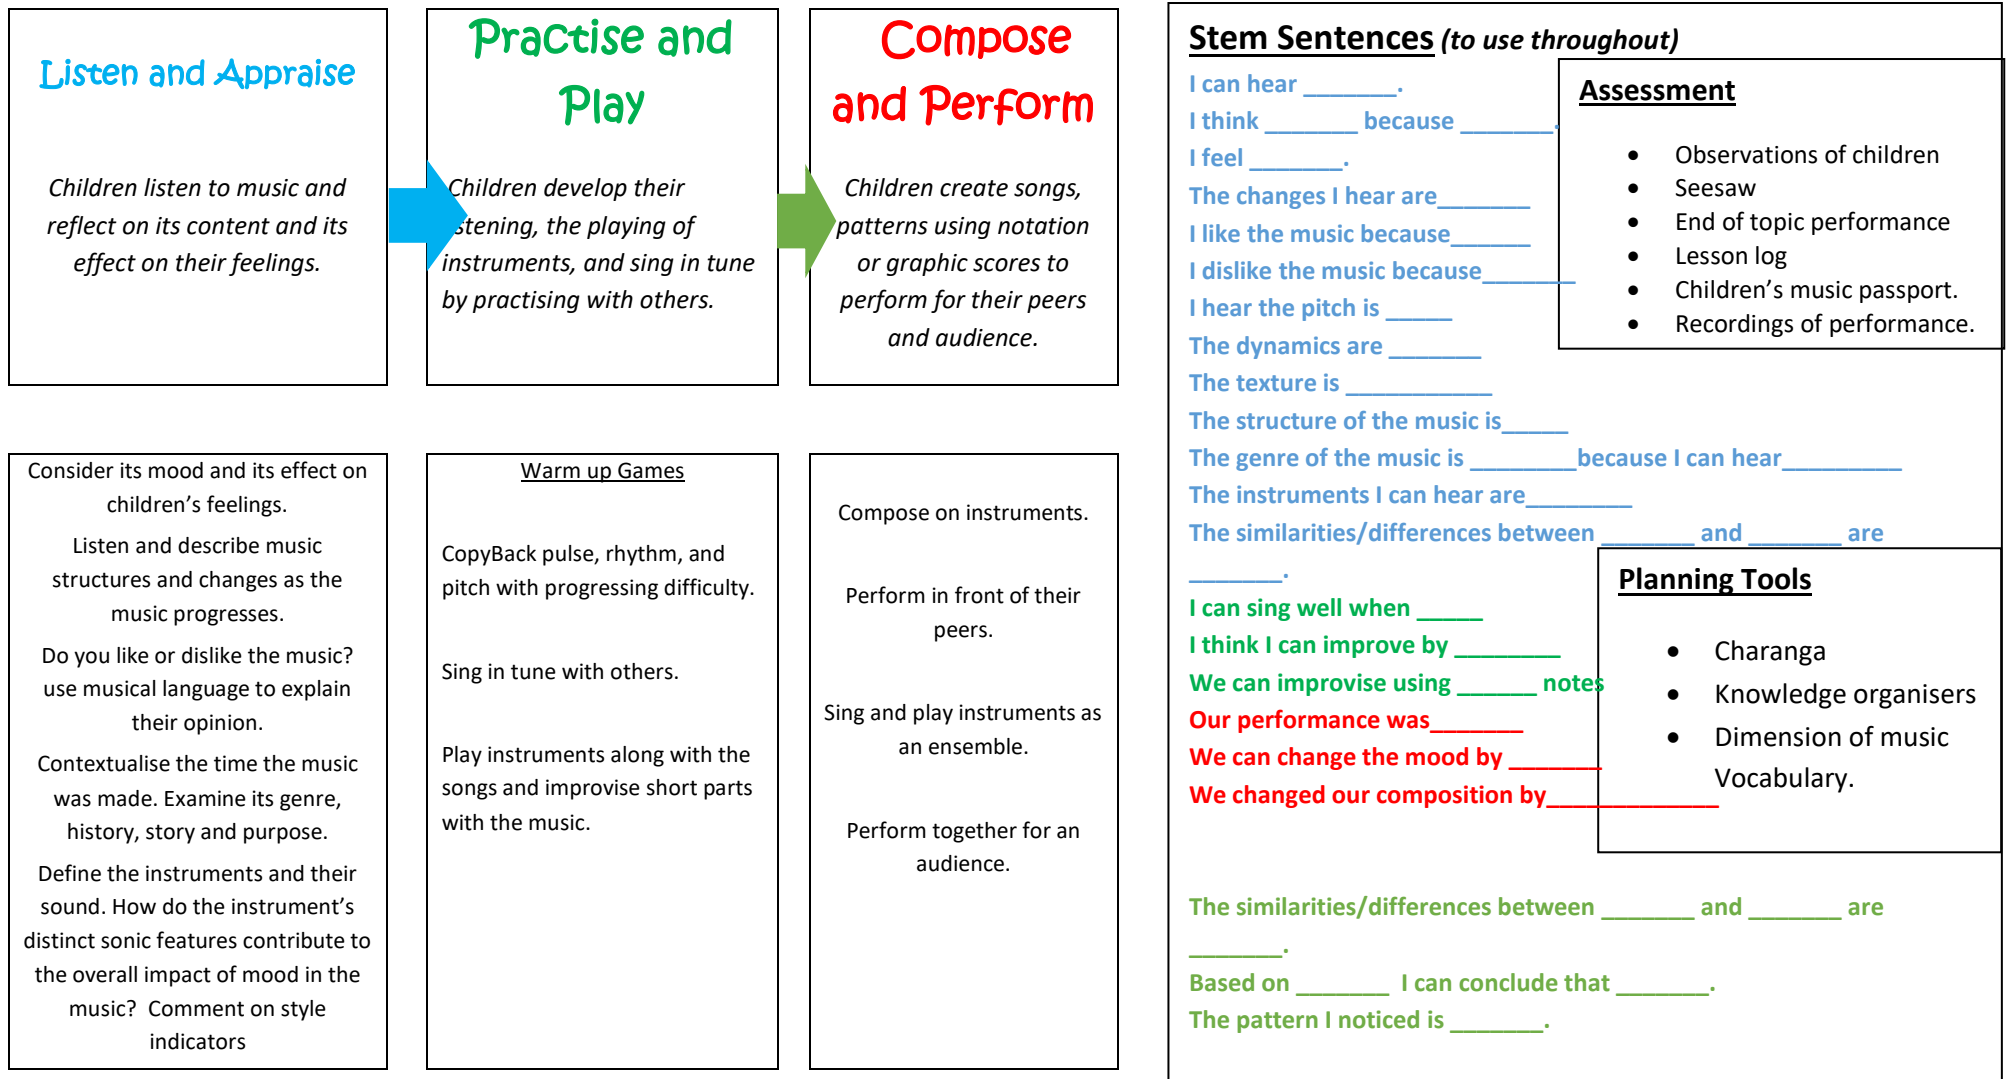 Listen and Appraise
Children listen to music and
reflect on its content and its
effect on their feelings.
Practise and
Play
Children develop their
listening, the playing of
instruments, and sing in tune
by practising with others.
Compose
and Perform
Children create songs,
patterns using notation
or graphic scores to
perform for their peers
and audience.
Consider its mood and its effect on
children's feelings.
Listen and describe music
structures and changes as the
music progresses.
Do you like or dislike the music?
use musical language to explain
their opinion.
Contextualise the time the music
was made. Examine its genre,
history, story and purpose.
Define the instruments and their
sound. How do the instrument's
distinct sonic features contribute to
the overall impact of mood in the
music?  Comment on style
indicators
Warm up Games
CopyBack pulse, rhythm, and
pitch with progressing difficulty.
Sing in tune with others.
Play instruments along with the
songs and improvise short parts
with the music.
Compose on instruments.
Perform in front of their
peers.
Sing and play instruments as
an ensemble.
Perform together for an
audience.
Stem Sentences (to use throughout)
I can hear _______.
I think _______ because _______.
I feel _______.
The changes I hear are_______
I like the music because______
I dislike the music because_______
I hear the pitch is _____
The dynamics are _______
The texture is ___________
The structure of the music is_____
The genre of the music is ________because I can hear_________
The instruments I can hear are________
The similarities/differences between _______ and _______ are
_______.
I can sing well when _____
I think I can improve by ________
We can improvise using ______ notes
Our performance was_______
We can change the mood by _______
We changed our composition by_____________
The similarities/differences between _______ and _______ are
_______.
Based on _______  I can conclude that _______.
The pattern I noticed is _______.
Assessment
• Observations of children
• Seesaw
• End of topic performance
• Lesson log
• Children's music passport.
• Recordings of performance.
Planning Tools
• Charanga
• Knowledge organisers
• Dimension of music
Vocabulary.